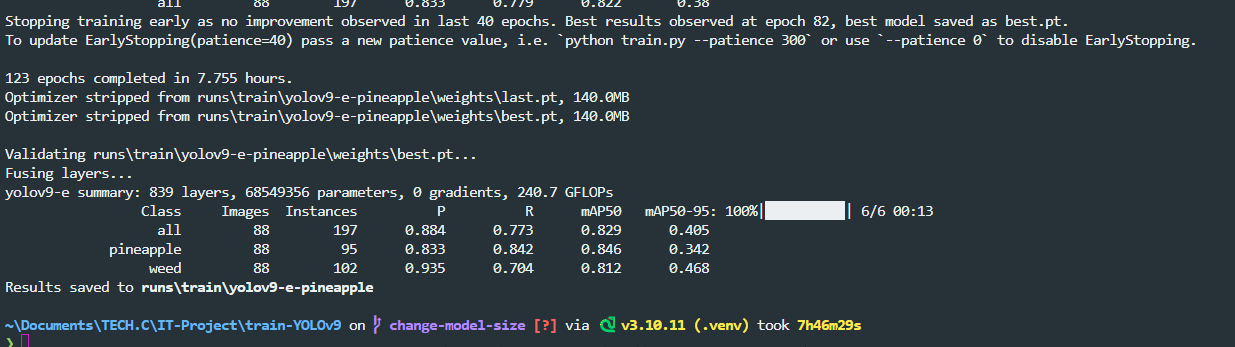 all 88 197 0.833 0.779 0.822 0.38
Stopping training early as no improvement observed in last 40 epochs. Best results observed at epoch 82, best model saved as best.pt.
To update EarlyStopping(patience=40) pass a new patience value, i.e. `python train.py --patience 300` or use `--patience 0` to disable EarlyStopping.
123 epochs completed in 7.755 hours.
Optimizer stripped from runs\train\yolov9-e-pineapple\weights\last.pt, 140.0MB
Optimizer stripped from runs\train\yolov9-e-pineapple\weights\best.pt, 140.0MB
Validating runs\train\yolov9-e-pineapple\weights\best.pt...
Fusing layers...
yolov9-e summary: 839 layers, 68549356 parameters, 0 gradients, 240.7 GFLOPs
Class Images Instances P R mAP50 mAP50-95: 100%|██████████| 6/6 00:13
all 88 197 0.884 0.773 0.829 0.405
pineapple 88 95 0.833 0.842 0.846 0.342
weed 88 102 0.935 0.704 0.812 0.468
Results saved to runs\train\yolov9-e-pineapple
~\Documents\TECH.C\IT-Project\train-YOLOv9 on change-model-size [?] via v3.10.11 (.venv) took 7h46m29s
❯